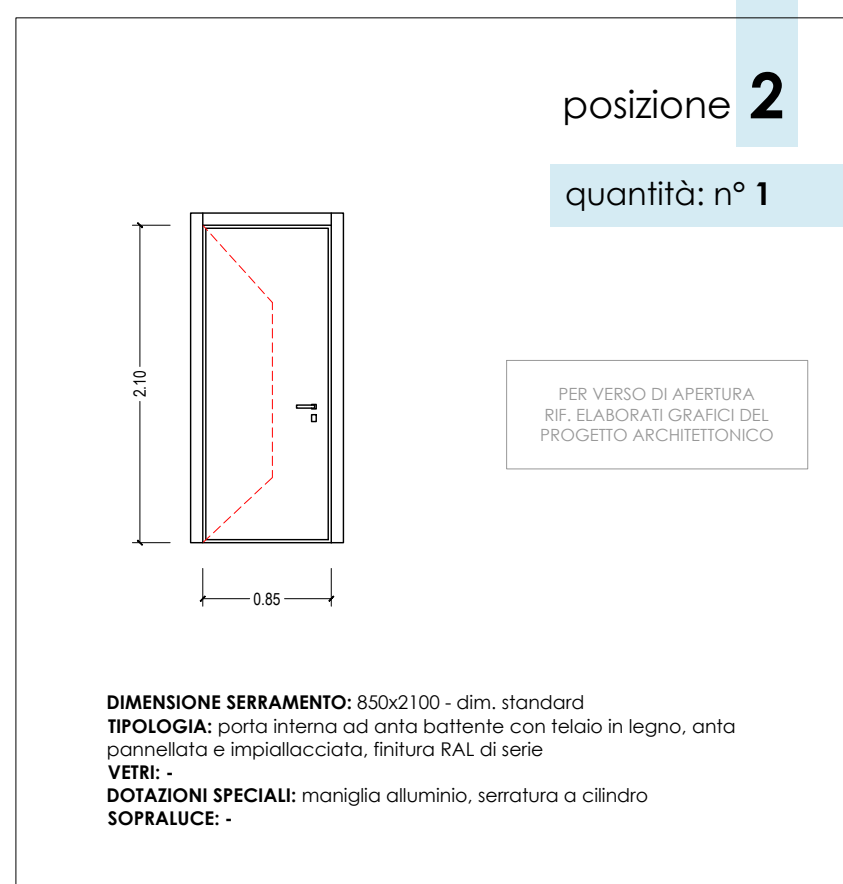 posizione 2
quantità: n° 1
2.10
PER VERSO DI APERTURA
RIF. ELABORATI GRAFICI DEL
PROGETTO ARCHITETTONICO
0.85
DIMENSIONE SERRAMENTO: 850x2100 - dim. standard
TIPOLOGIA: porta interna ad anta battente con telaio in legno, anta
pannellata e impiallacciata, finitura RAL di serie
VETRI: -
DOTAZIONI SPECIALI: maniglia alluminio, serratura a cilindro
SOPRALUCE: -